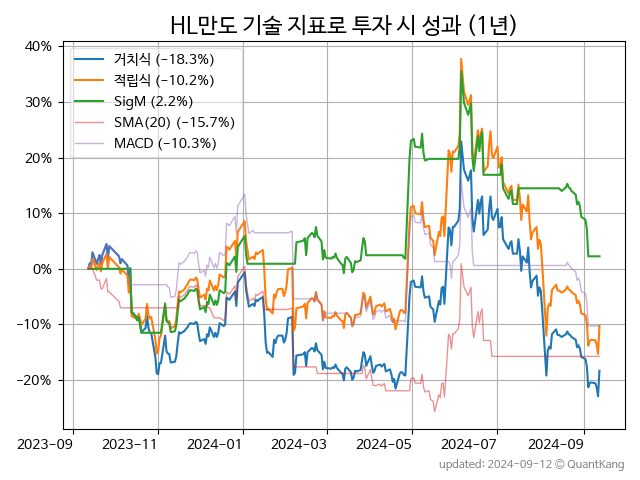 HL만도 기술 지표로 투자 시 성과 (1년)
40%
30%
20%
10%
0%
−10%
−20%
거치식 (−18.3%)
적립식 (−10.2%)
SigM (2.2%)
SMA(20) (−15.7%)
MACD (−10.3%)
2023-09
2023-11
2024-01
2024-03
2024-05
2024-07
2024-09
updated: 2024-09-12 © QuantKang